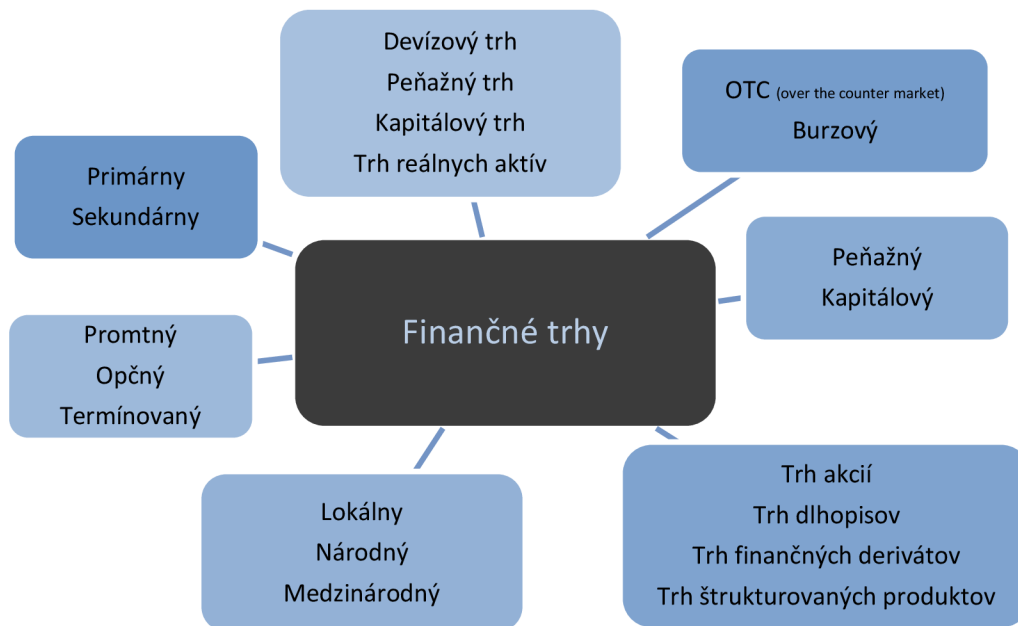 Devízový trh
Peňažný trh
Kapitálový trh
Trh reálnych aktív
OTC (over the counter market)
Burzový
Primárny
Sekundárny
Peňažný
Kapitálový
Finančné trhy
Promtný
Opčný
Termínovaný
Lokálny
Národný
Medzinárodný
Trh akcií
Trh dlhopisov
Trh finančných derivátov
Trh štrukturovaných produktov